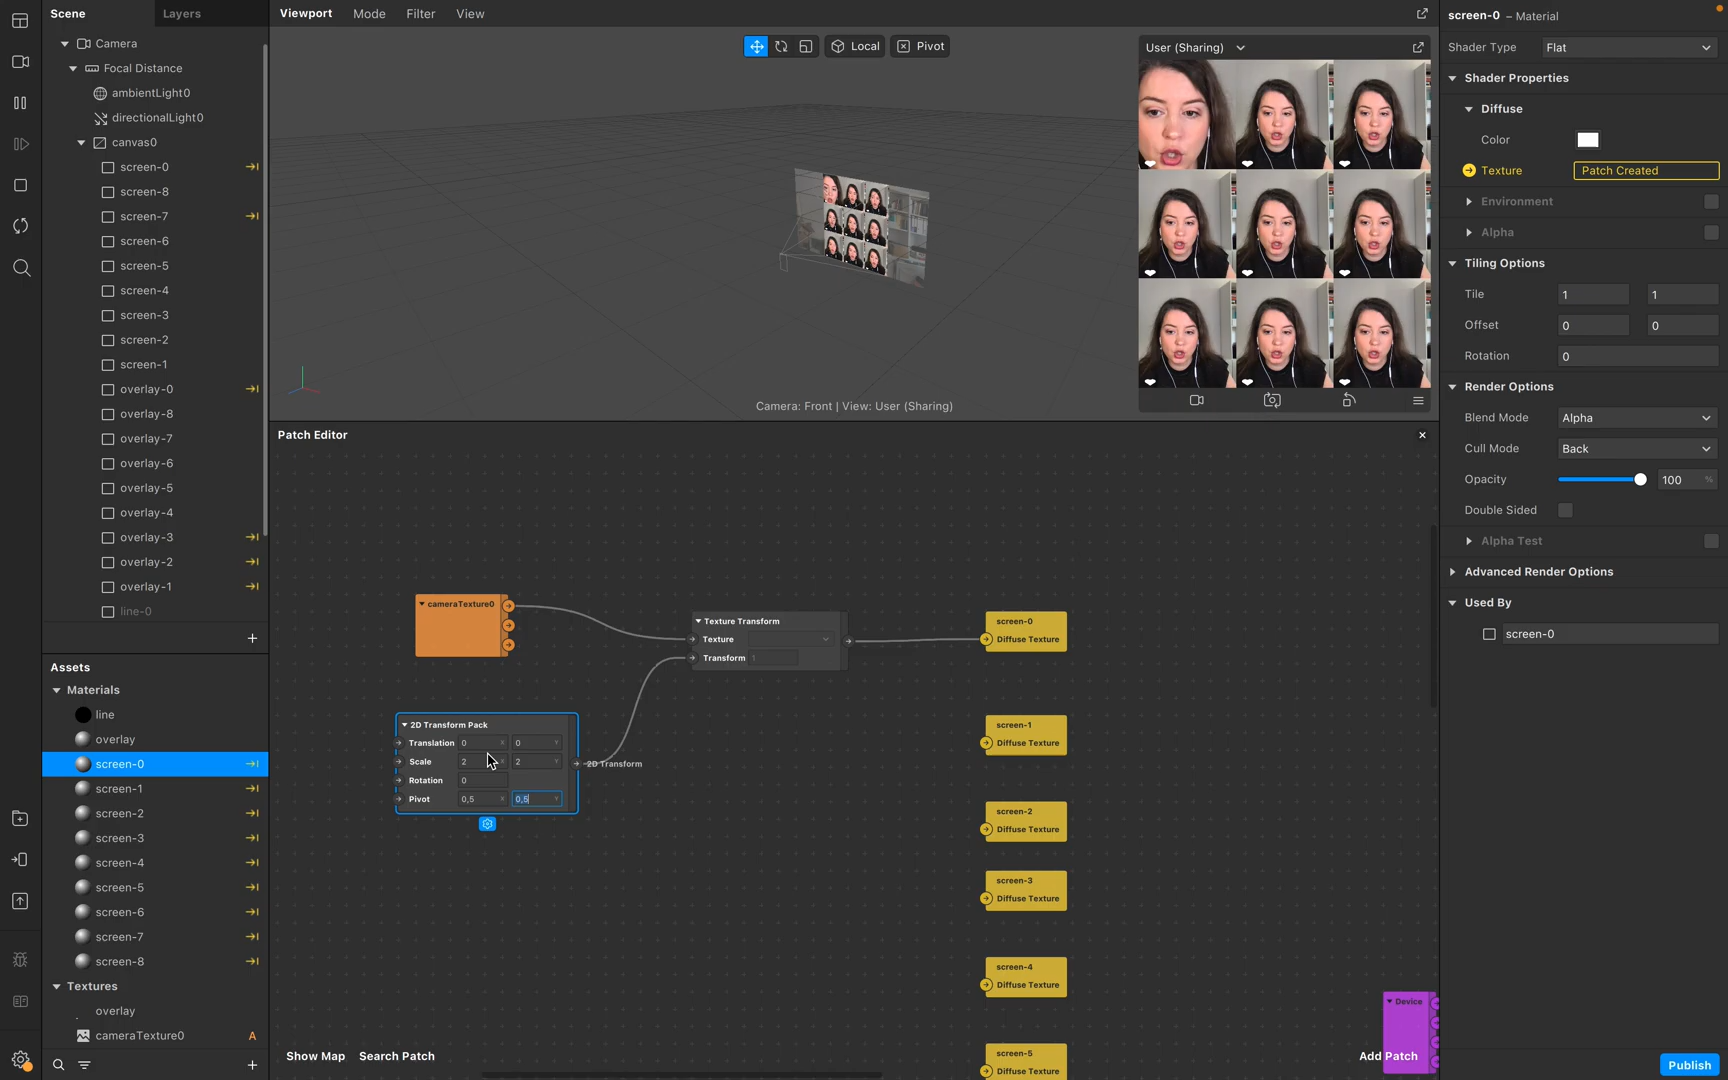 Scene
Layers
Camera
Focal Distance
ambientLight0
directionalLight0
canvas0
screen-0
screen-8
screen-7
screen-6
screen-5
screen-4
screen-3
screen-2
screen-1
overlay-0
overlay-8
overlay-7
overlay-6
overlay-5
overlay-4
overlay-3
overlay-2
overlay-1
line-0
Assets
Materials
line
overlay
screen-0
screen-1
screen-2
screen-3
screen-4
screen-5
screen-6
screen-7
screen-8
Textures
overlay
cameraTexture0 A
Viewport Mode Filter View
Local
Pivot
User (Sharing)
Camera: Front | View: User (Sharing)
Patch Editor
cameraTexture0
Texture Transform
Texture
Transform 1
2D Transform Pack
Translation 0 X 0 Y
Scale 2 X 2 Y
Rotation 0
Pivot 0,5 X 0,5 Y
2D Transform
screen-0
Diffuse Texture
screen-1
Diffuse Texture
screen-2
Diffuse Texture
screen-3
Diffuse Texture
screen-4
Diffuse Texture
screen-5
Diffuse Texture
Device
Show Map Search Patch
Add Patch
screen-0 – Material
Shader Type Flat
Shader Properties
Diffuse
Color
Texture Patch Created
Environment
Alpha
Tiling Options
Tile 1 1
Offset 0 0
Rotation 0
Render Options
Blend Mode Alpha
Cull Mode Back
Opacity 100 %
Double Sided
Alpha Test
Advanced Render Options
Used By
screen-0
Publish